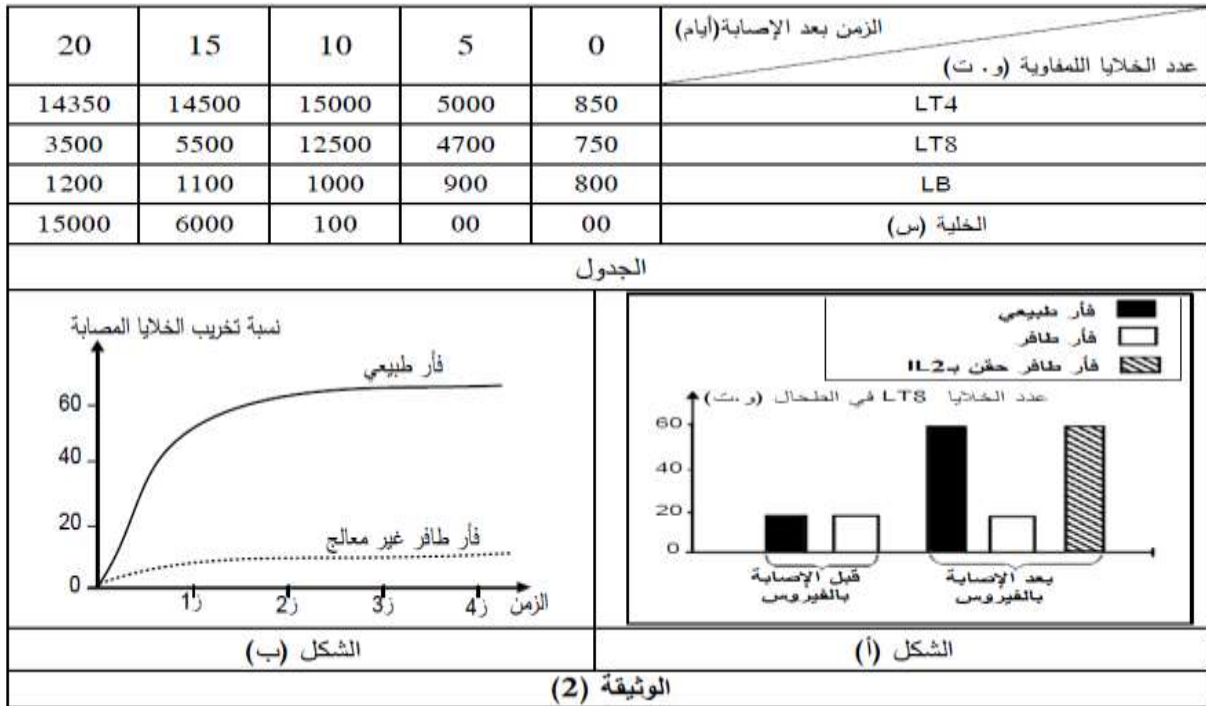 الزمن بعد الإصابة(أيام)
عدد الخلايا اللمفاوية (و. ت)
0 5 10 15 20
LT4 850 5000 15000 14500 14350
LT8 750 4700 12500 5500 3500
LB 800 900 1000 1100 1200
الخلية (س) 00 00 100 6000 15000
الجدول
فأر طبيعي
فأر طافر
فأر طافر حقن بـIL2
عدد الخلايا LT8 في الطحال (و.ت)
60
40
20
0
قبل الإصابة بالفيروس
بعد الإصابة بالفيروس
الشكل (أ)
نسبة تخريب الخلايا المصابة
فأر طبيعي
60
40
20
فأر طافر غير معالج
0
ز1 ز2 ز3 ز4 الزمن
الشكل (ب)
الوثيقة (2)